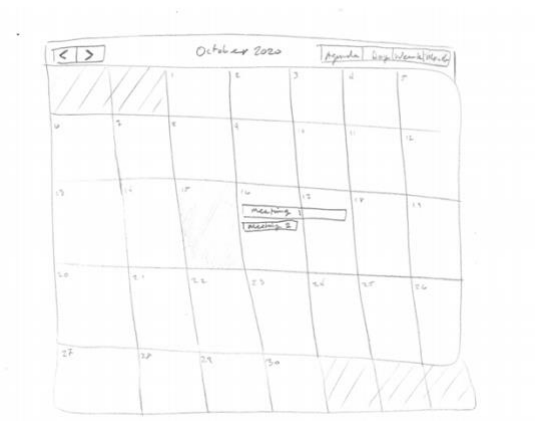 < > October 2020 Agenda Day Week Month
1 2 3 4 5
6 7 8 9 10 11 12
13 14 15 16 17 18 19
meeting 1
meeting 2
20 21 22 23 24 25 26
27 28 29 30